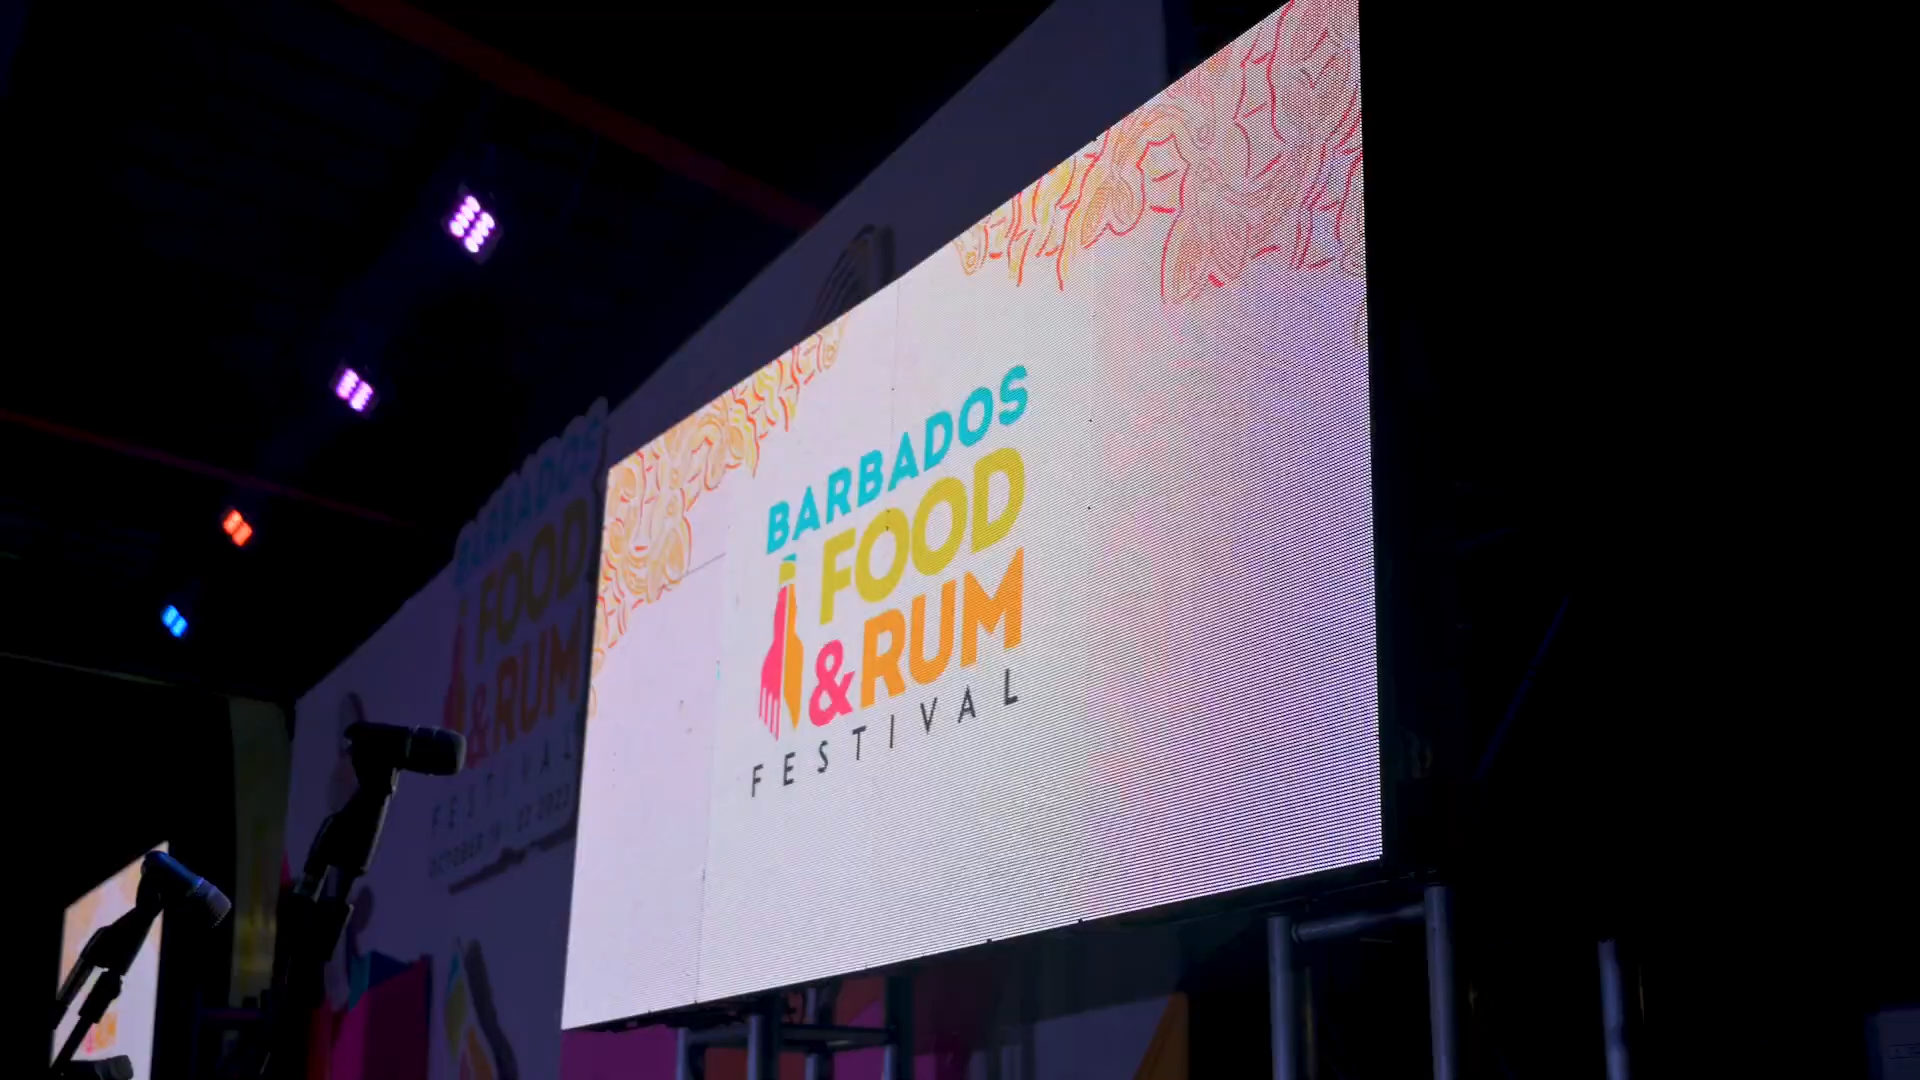 BARBADOS
FOOD
& RUM
FESTIVAL
BARBADOS
FOOD
& RUM
FESTIVAL